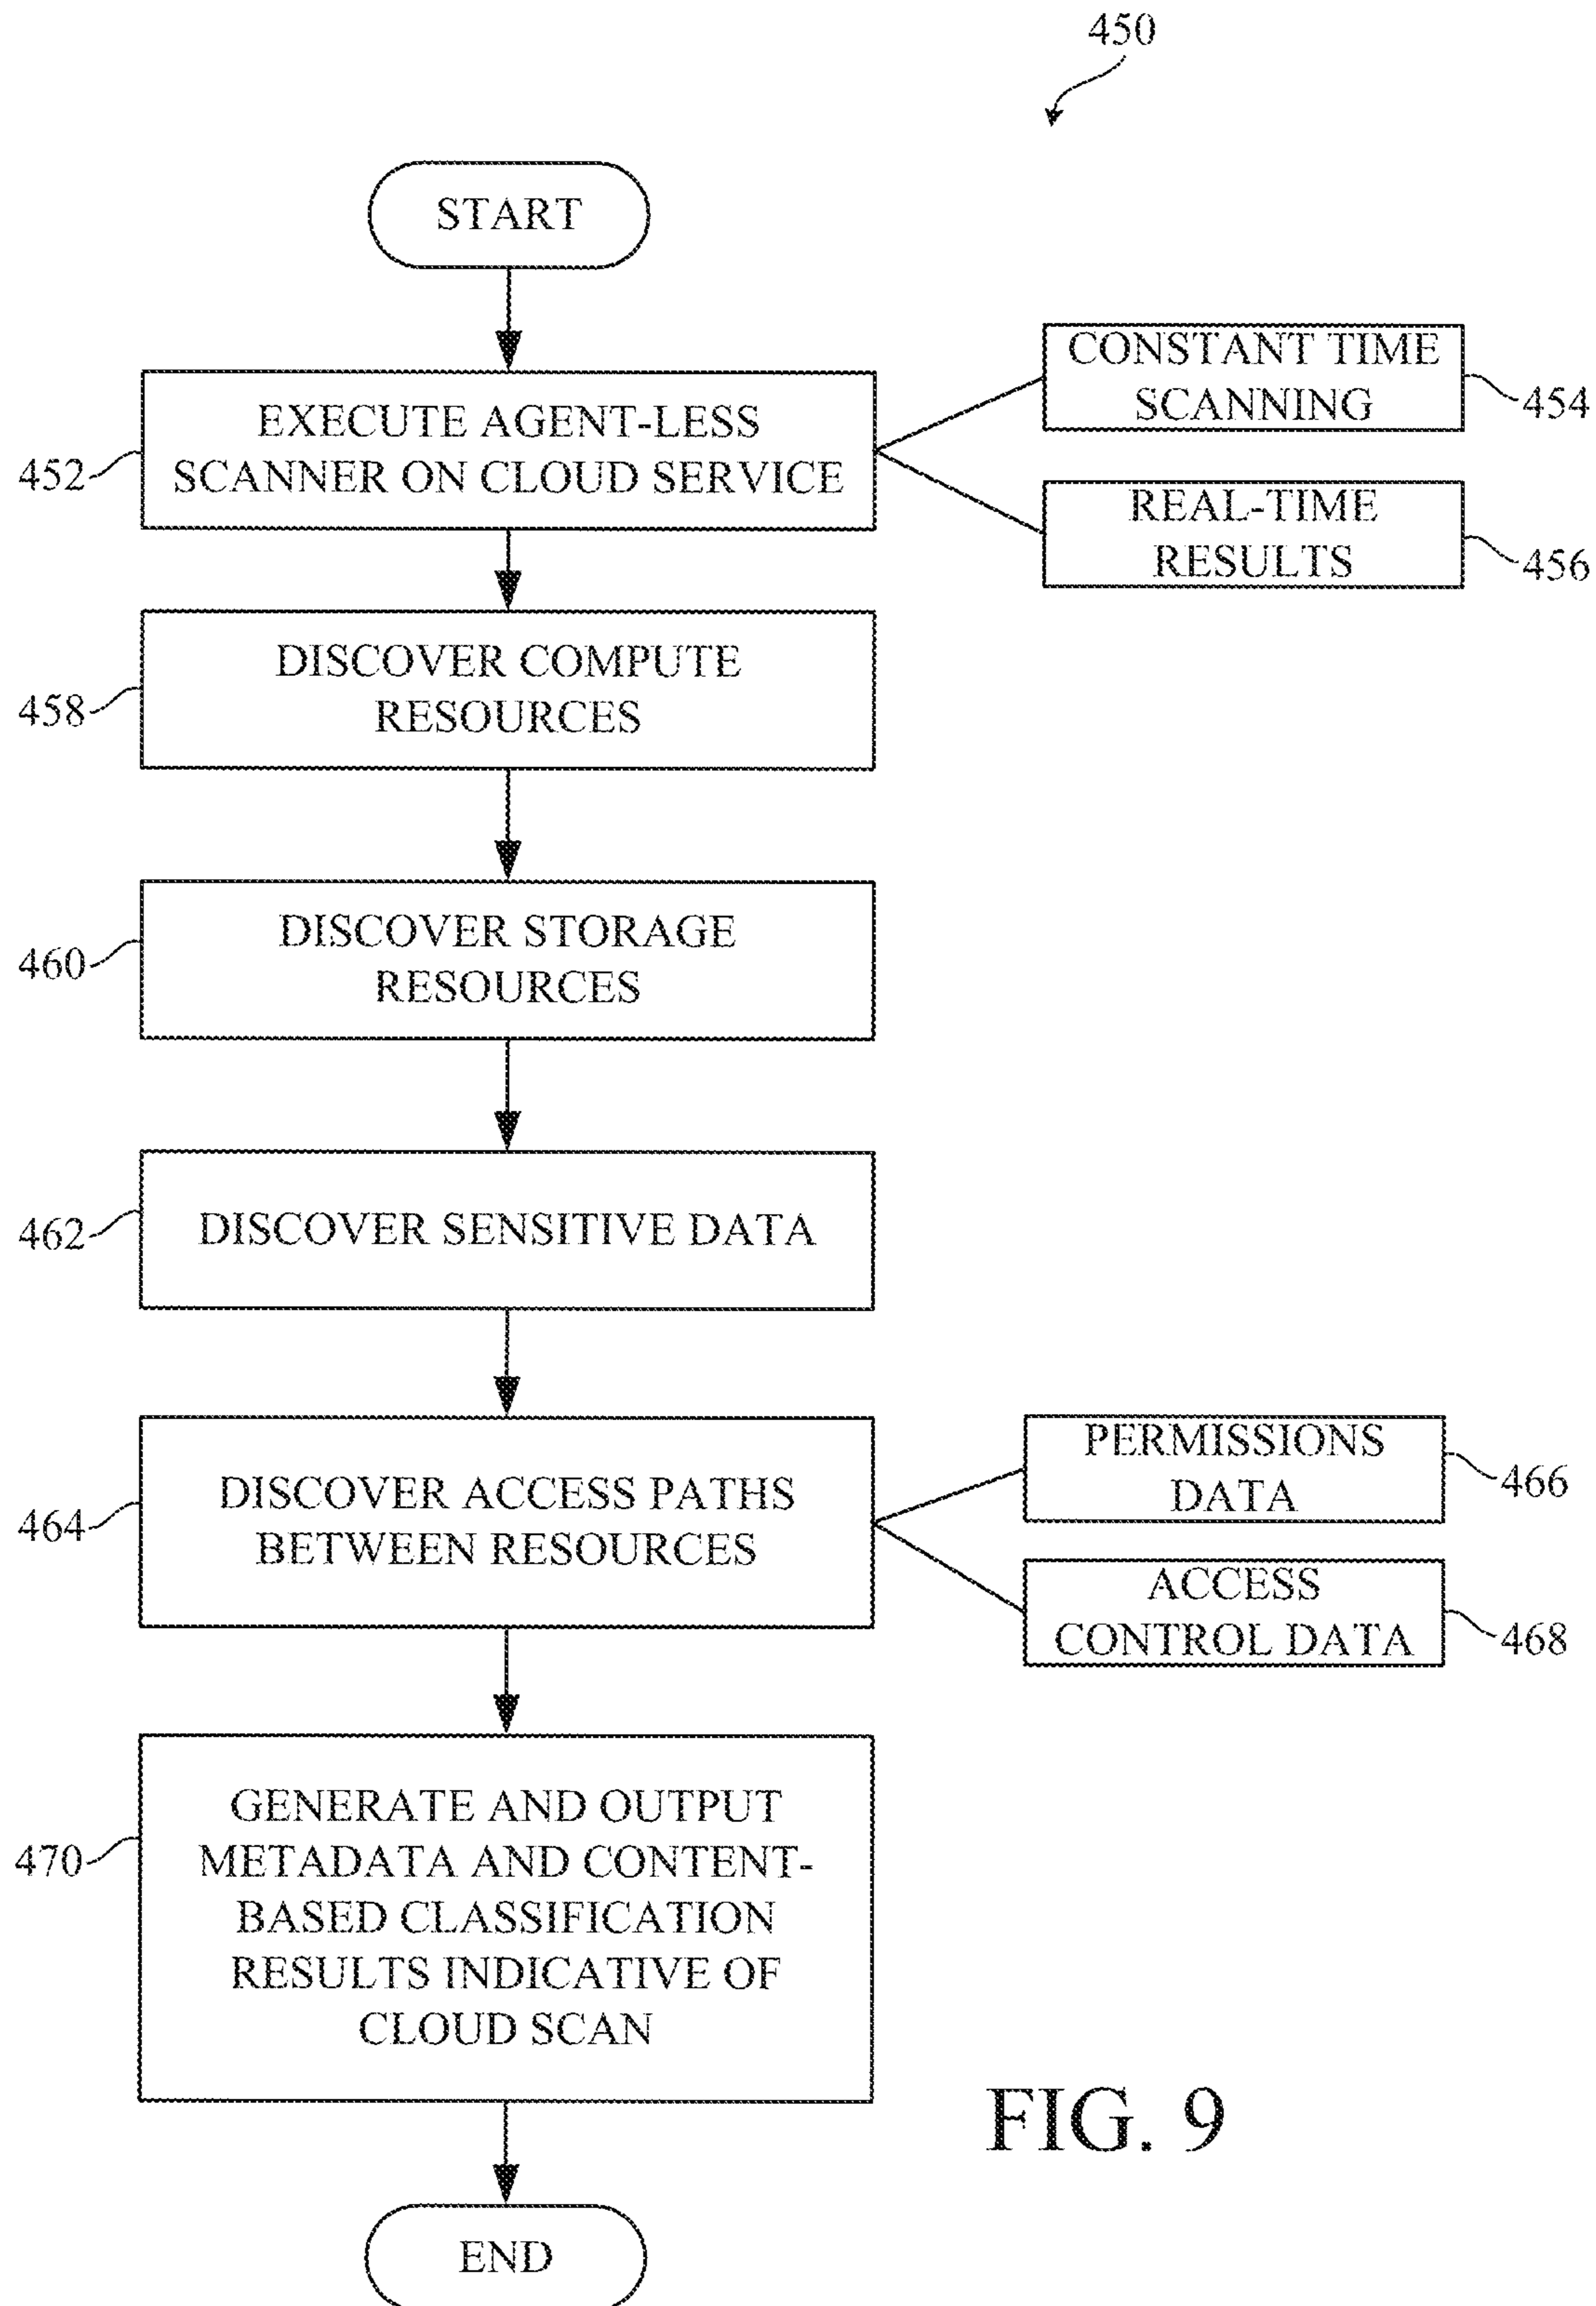 450
START
EXECUTE AGENT-LESS
SCANNER ON CLOUD SERVICE
452
CONSTANT TIME
SCANNING
454
REAL-TIME
RESULTS
456
DISCOVER COMPUTE
RESOURCES
458
DISCOVER STORAGE
RESOURCES
460
DISCOVER SENSITIVE DATA
462
DISCOVER ACCESS PATHS
BETWEEN RESOURCES
464
PERMISSIONS
DATA
466
ACCESS
CONTROL DATA
468
GENERATE AND OUTPUT
METADATA AND CONTENT-
BASED CLASSIFICATION
RESULTS INDICATIVE OF
CLOUD SCAN
470
END
FIG. 9